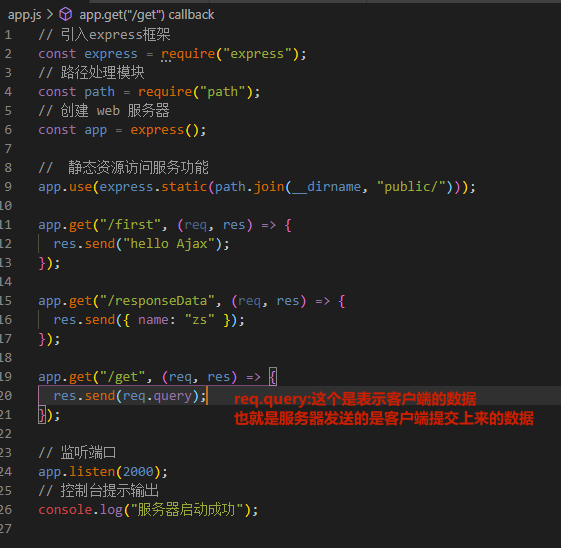 app.js > app.get("/get") callback
1 // 引入express框架
2 const express = require("express");
3 // 路径处理模块
4 const path = require("path");
5 // 创建 web 服务器
6 const app = express();
7
8 //  静态资源访问服务功能
9 app.use(express.static(path.join(__dirname, "public/")));
10
11 app.get("/first", (req, res) => {
12   res.send("hello Ajax");
13 });
14
15 app.get("/responseData", (req, res) => {
16   res.send({ name: "zs" });
17 });
18
19 app.get("/get", (req, res) => {
20   res.send(req.query); req.query:这个是表示客户端的数据
21 }); 也就是服务器发送的是客户端提交上来的数据
22
23 // 监听端口
24 app.listen(2000);
25 // 控制台提示输出
26 console.log("服务器启动成功");
27